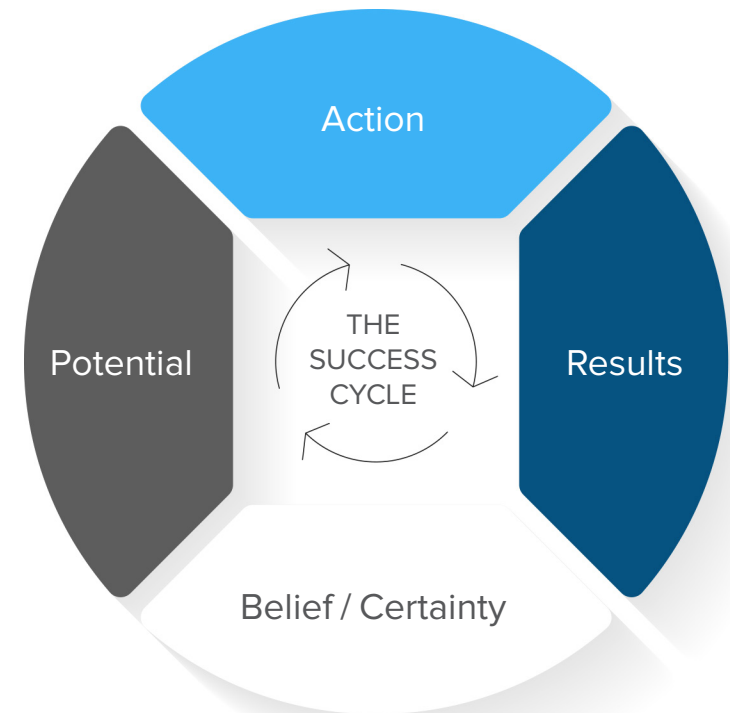 Action
Potential
THE
SUCCESS
CYCLE
Results
Belief / Certainty